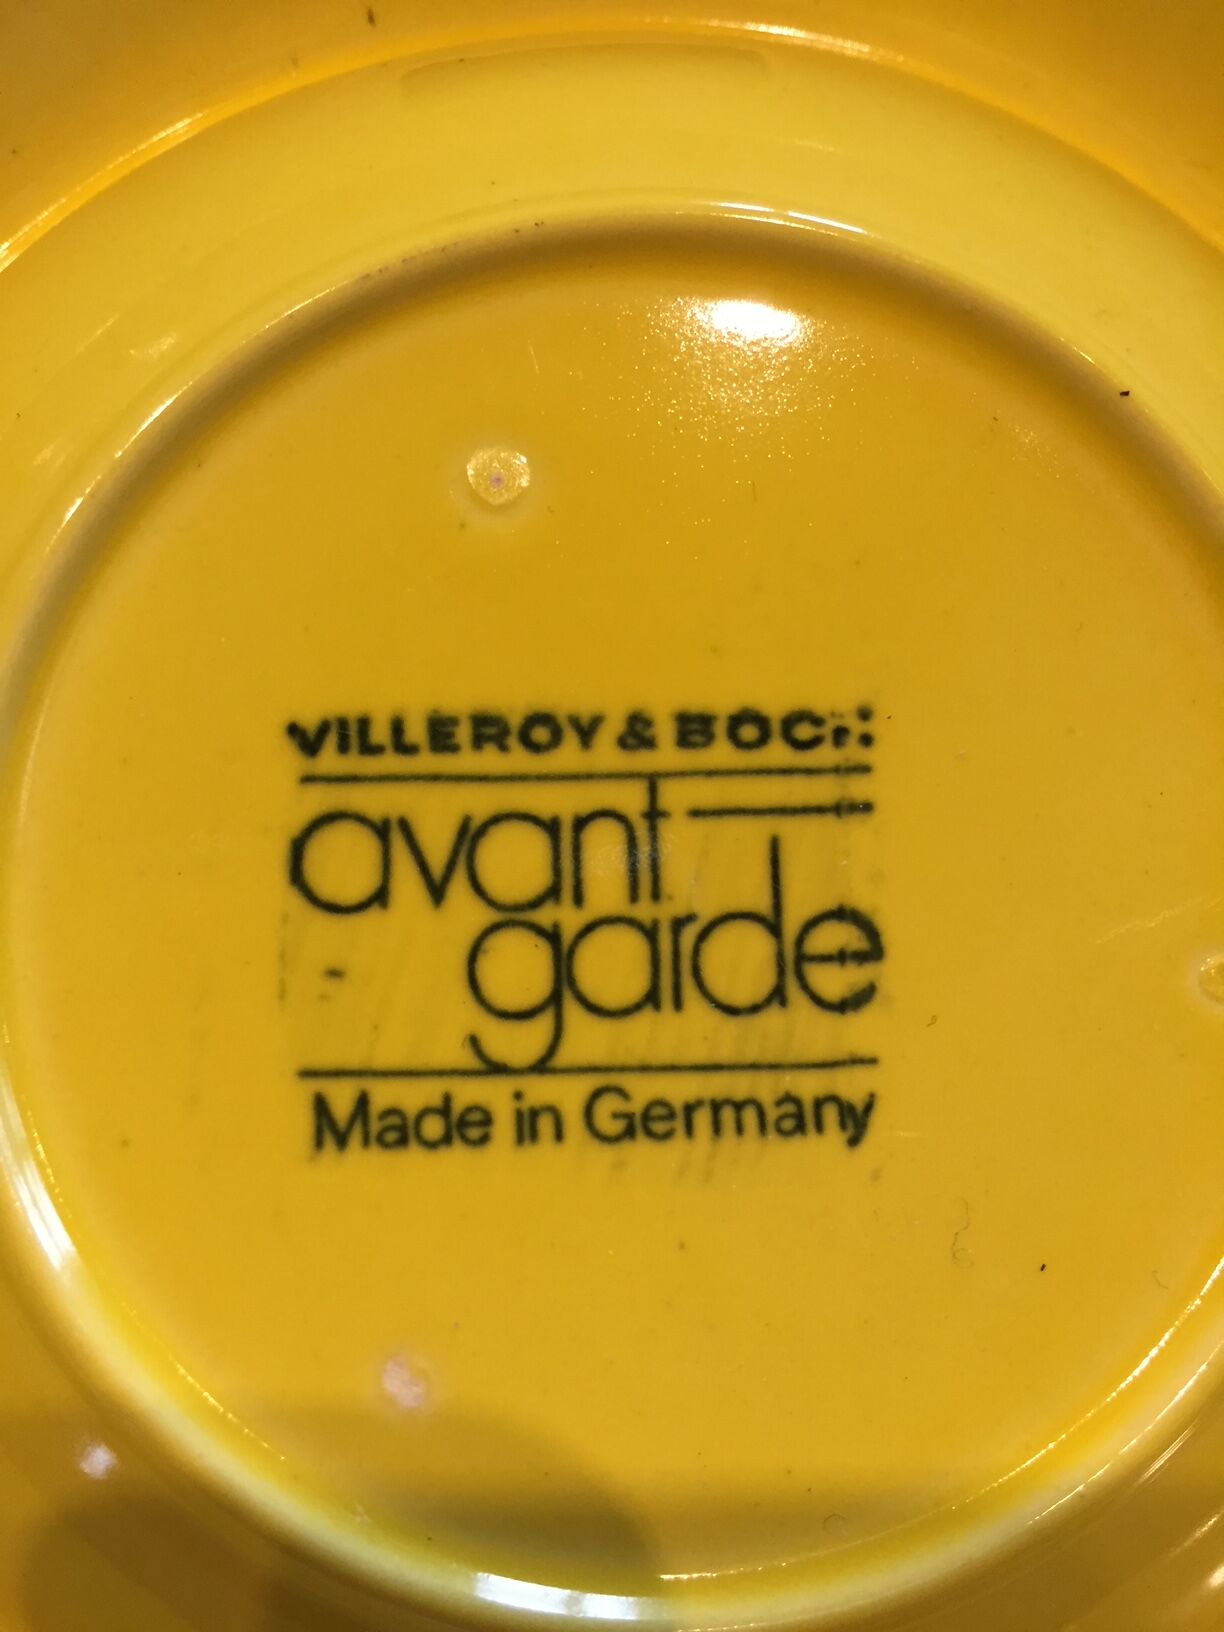 VILLEROY & BOCH
avant
garde
Made in Germany